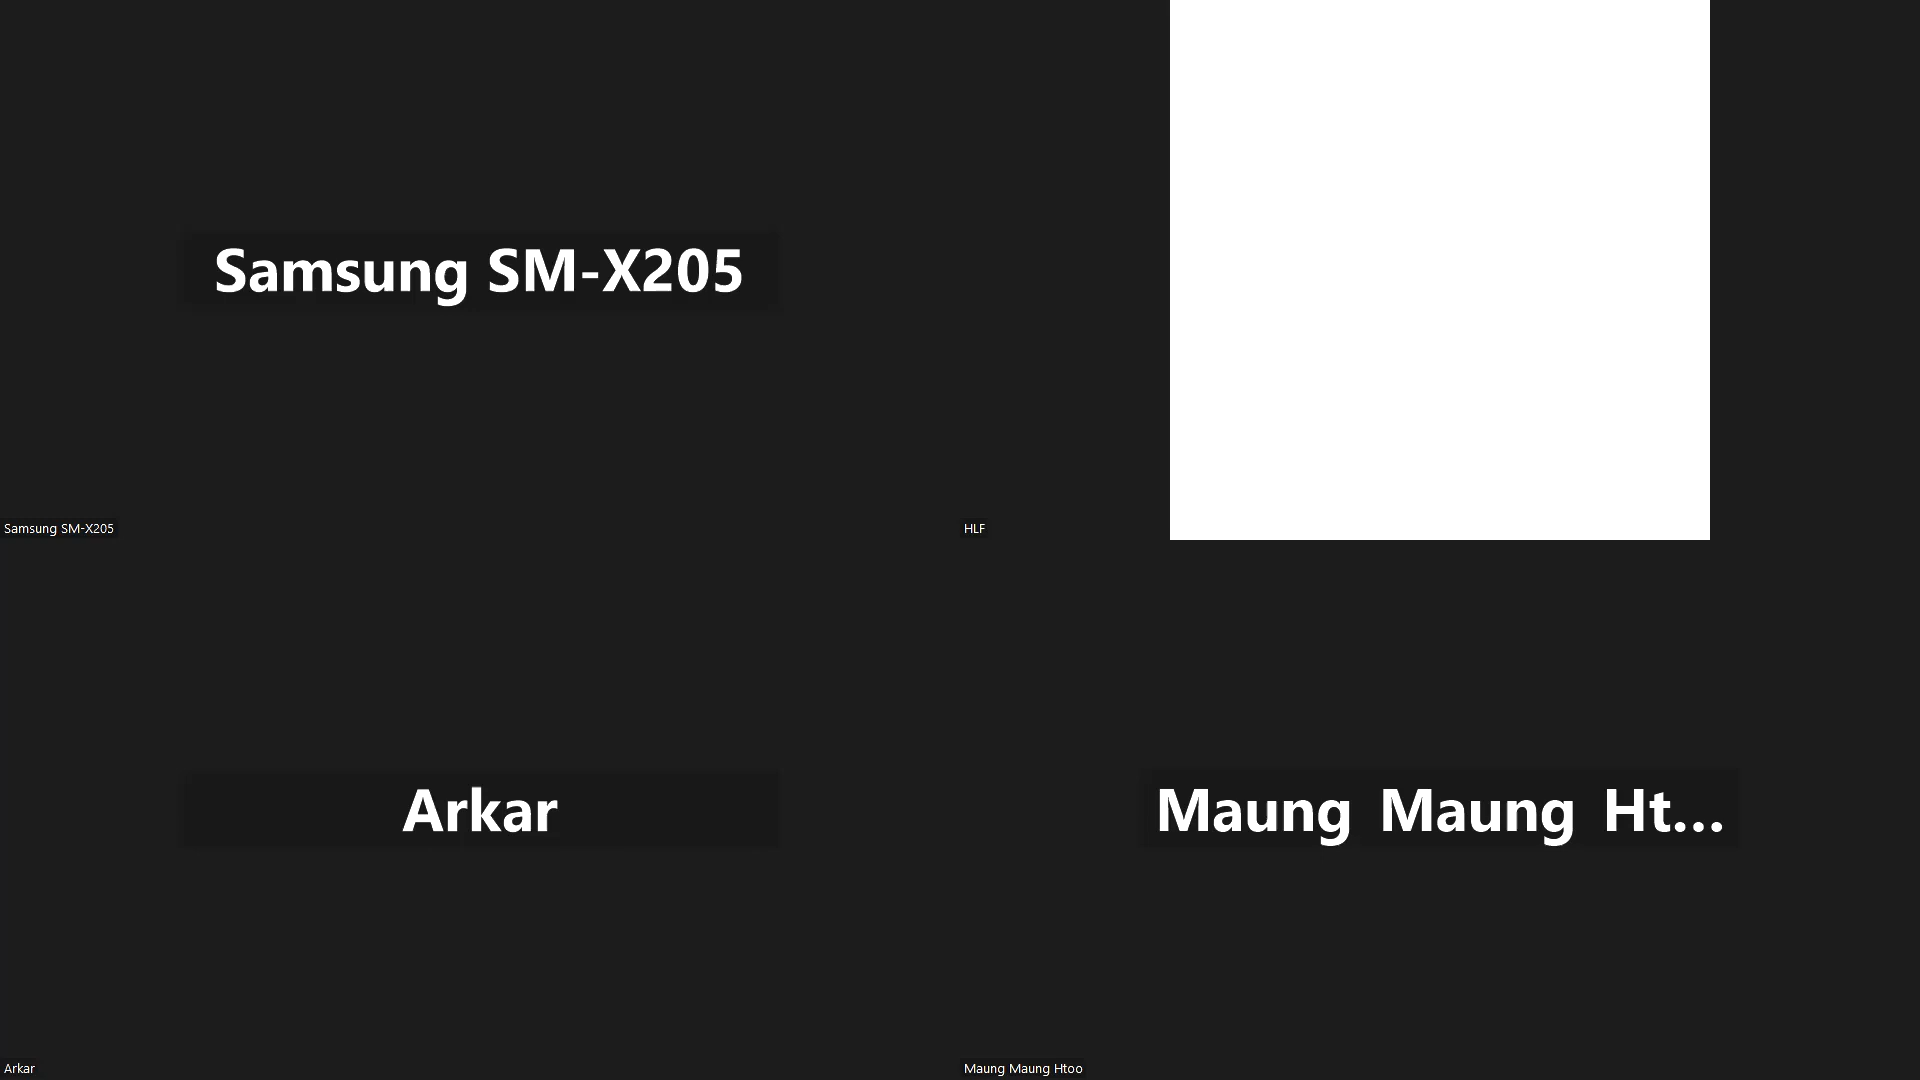 Samsung SM-X205
Samsung SM-X205
HLF
Arkar
Maung Maung Ht...
Arkar
Maung Maung Htoo